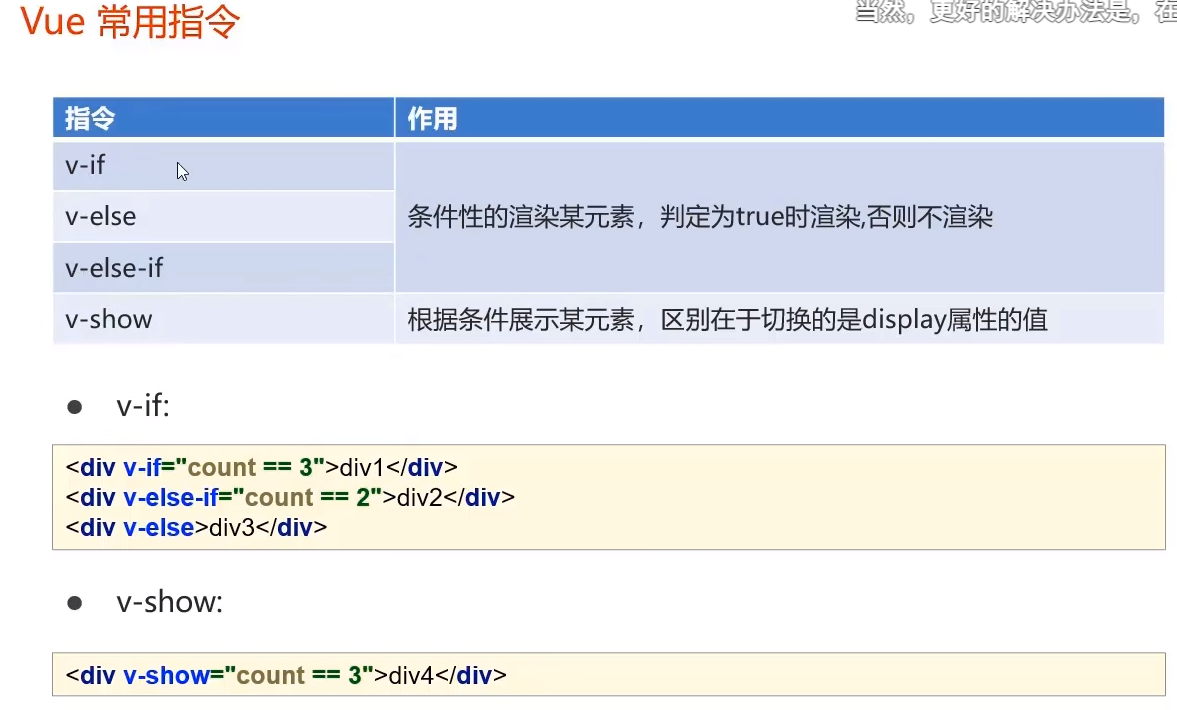 Vue 常用指令
当然，更好的解决办法是，在
指令 作用
v-if
v-else
条件性的渲染某元素，判定为true时渲染,否则不渲染
v-else-if
v-show 根据条件展示某元素，区别在于切换的是display属性的值
● v-if:
<div v-if="count == 3">div1</div>
<div v-else-if="count == 2">div2</div>
<div v-else>div3</div>
● v-show:
<div v-show="count == 3">div4</div>